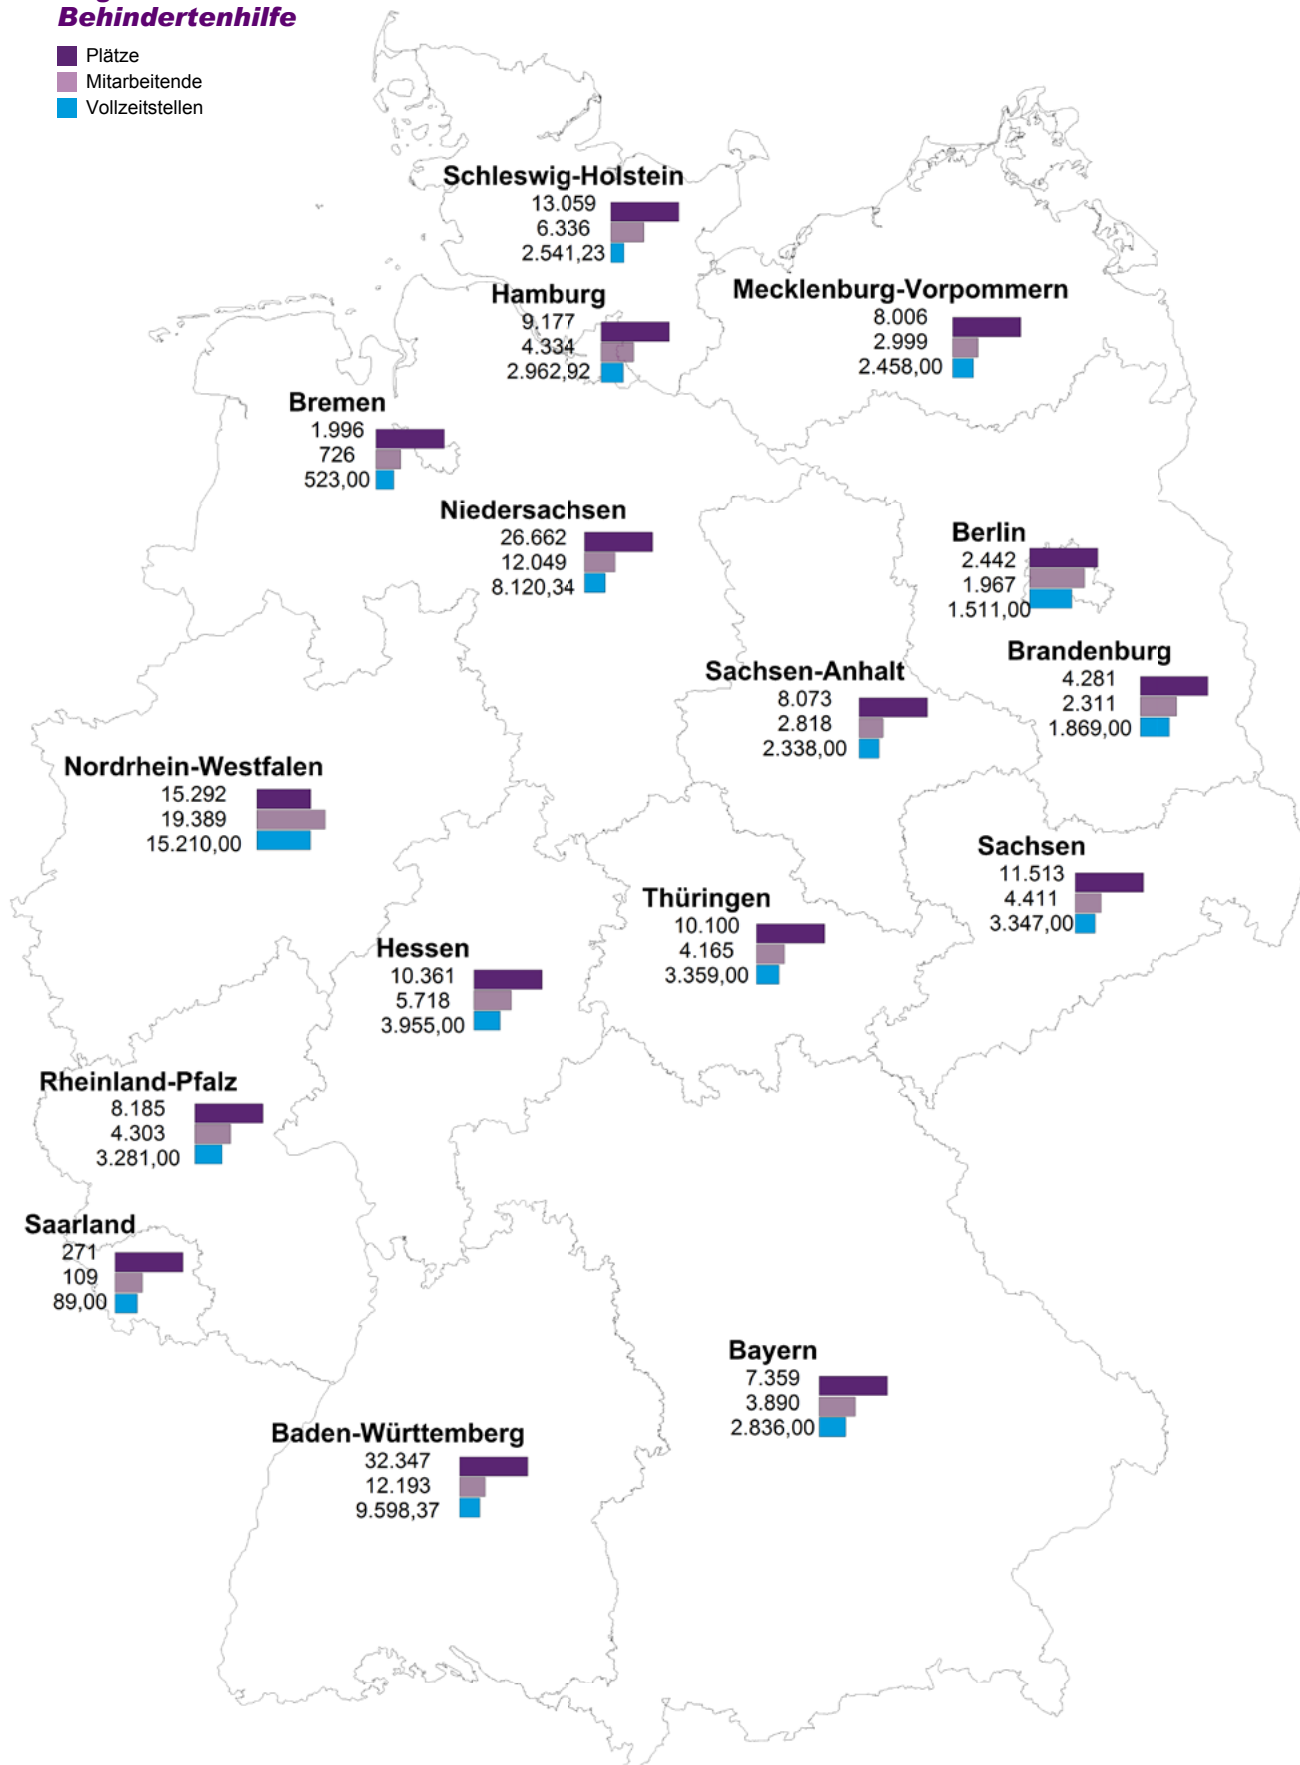 Behindertenhilfe
Plätze
Mitarbeitende
Vollzeitstellen
Schleswig-Holstein
13.059
6.336
2.541,23
Hamburg
9.177
4.334
2.962,92
Mecklenburg-Vorpommern
8.006
2.999
2.458,00
Bremen
1.996
726
523,00
Niedersachsen
26.662
12.049
8.120,34
Berlin
2.442
1.967
1.511,00
Brandenburg
4.281
2.311
1.869,00
Sachsen-Anhalt
8.073
2.818
2.338,00
Nordrhein-Westfalen
15.292
19.389
15.210,00
Sachsen
11.513
4.411
3.347,00
Thüringen
10.100
4.165
3.359,00
Hessen
10.361
5.718
3.955,00
Rheinland-Pfalz
8.185
4.303
3.281,00
Saarland
271
109
89,00
Bayern
7.359
3.890
2.836,00
Baden-Württemberg
32.347
12.193
9.598,37